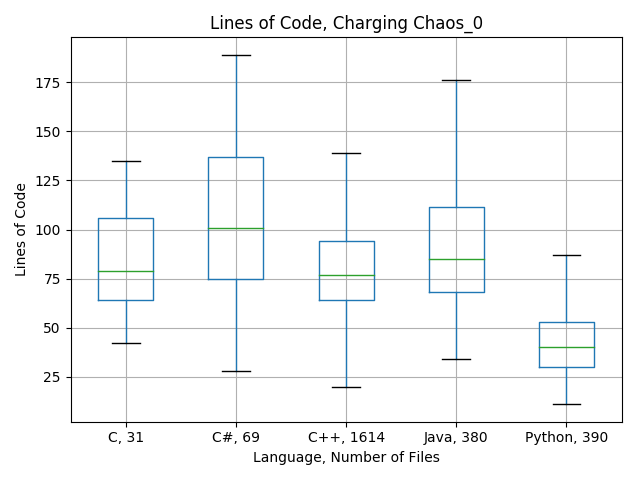 Lines of Code, Charging Chaos_0
175
150
125
100
75
50
25
Lines of Code
C, 31
C#, 69
C++, 1614
Java, 380
Python, 390
Language, Number of Files